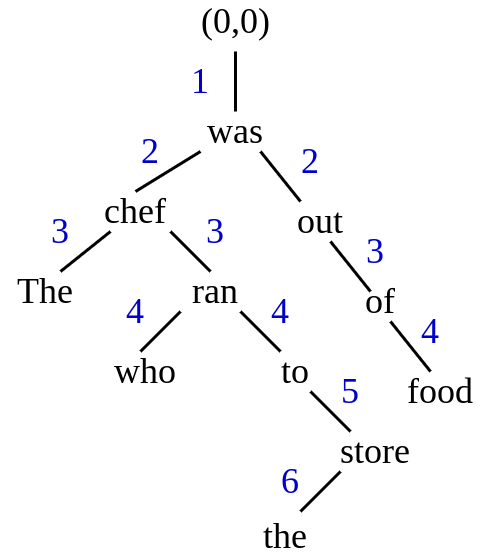 (0,0)
1
was
2
2
chef
out
3
3
3
The
ran
of
4
4
4
who
to
food
5
store
6
the